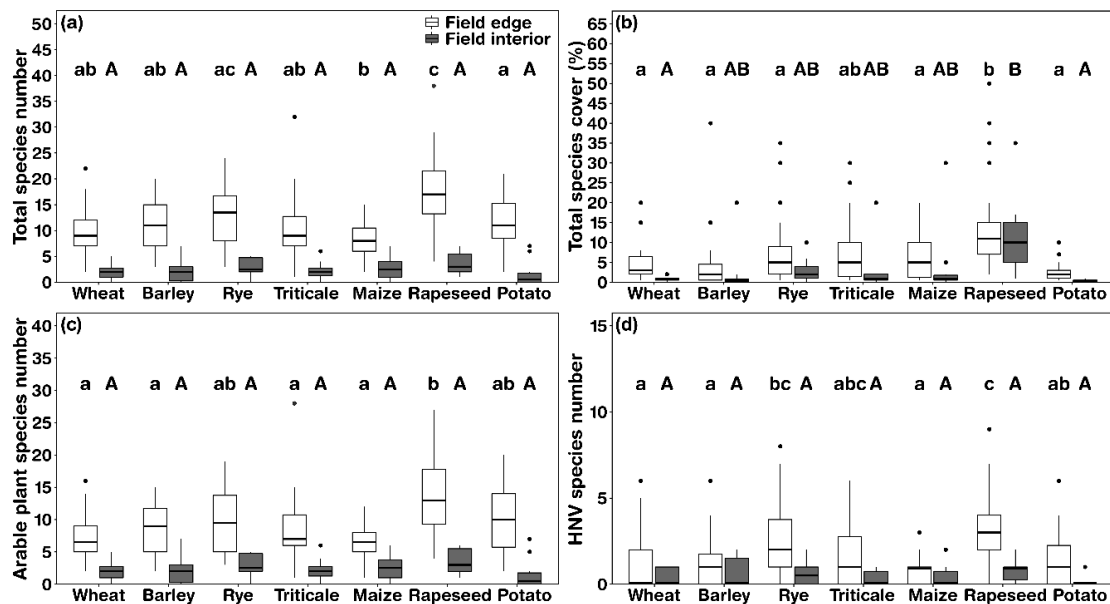 (a)
Field edge
Field interior
Total species number
50
45
40
35
30
25
20
15
10
5
0
ab A ab A ac A ab A b A c A a A
Wheat Barley Rye Triticale Maize Rapeseed Potato
(b)
Total species cover (%)
65
60
55
50
45
40
35
30
25
20
15
10
5
0
a A a AB a AB ab AB a AB b B a A
Wheat Barley Rye Triticale Maize Rapeseed Potato
(c)
Arable plant species number
40
35
30
25
20
15
10
5
0
a A a A ab A a A a A b A ab A
Wheat Barley Rye Triticale Maize Rapeseed Potato
(d)
HNV species number
15
10
5
0
a A a A bc A abc A a A c A ab A
Wheat Barley Rye Triticale Maize Rapeseed Potato